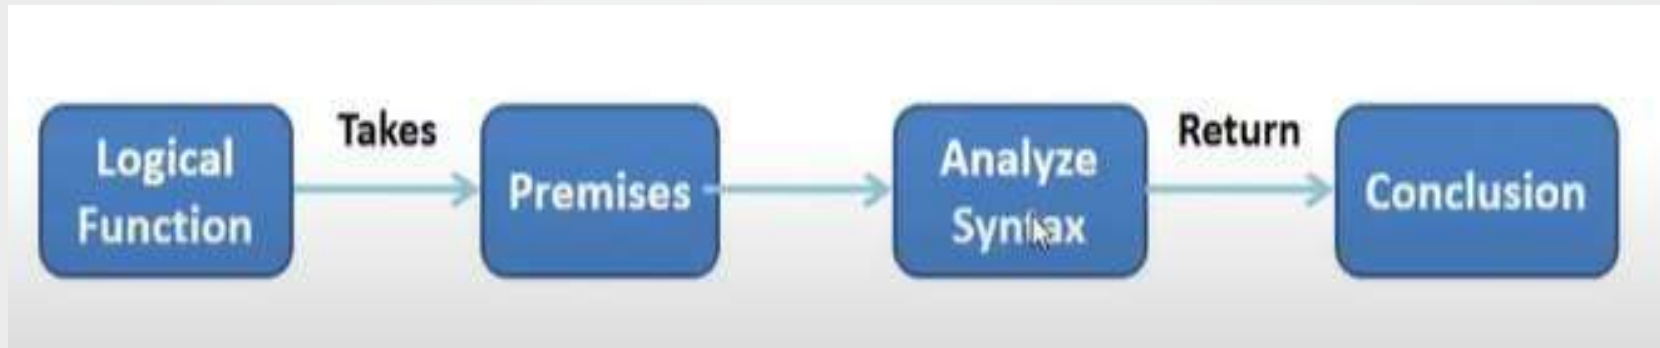 Logical
Function
Takes
Premises
Analyze
Syntax
Return
Conclusion